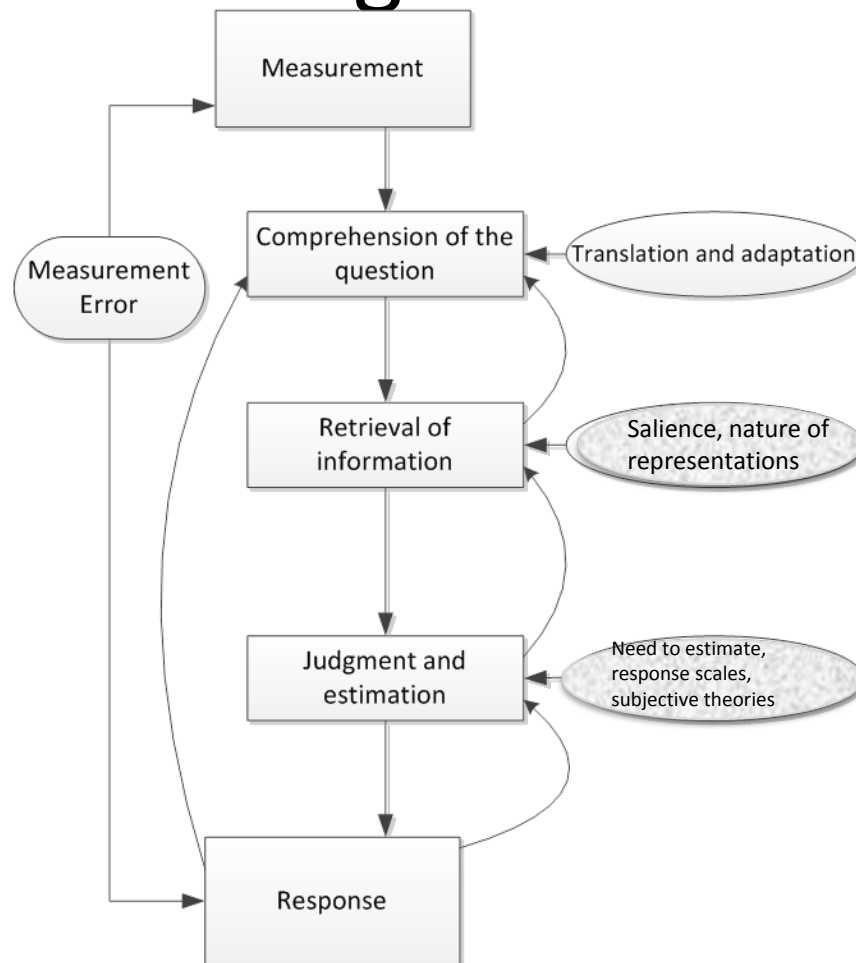 g
Measurement
Comprehension of the
question
Translation and adaptation
Measurement
Error
Retrieval of
information
Salience, nature of
representations
Judgment and
estimation
Need to estimate,
response scales,
subjective theories
Response